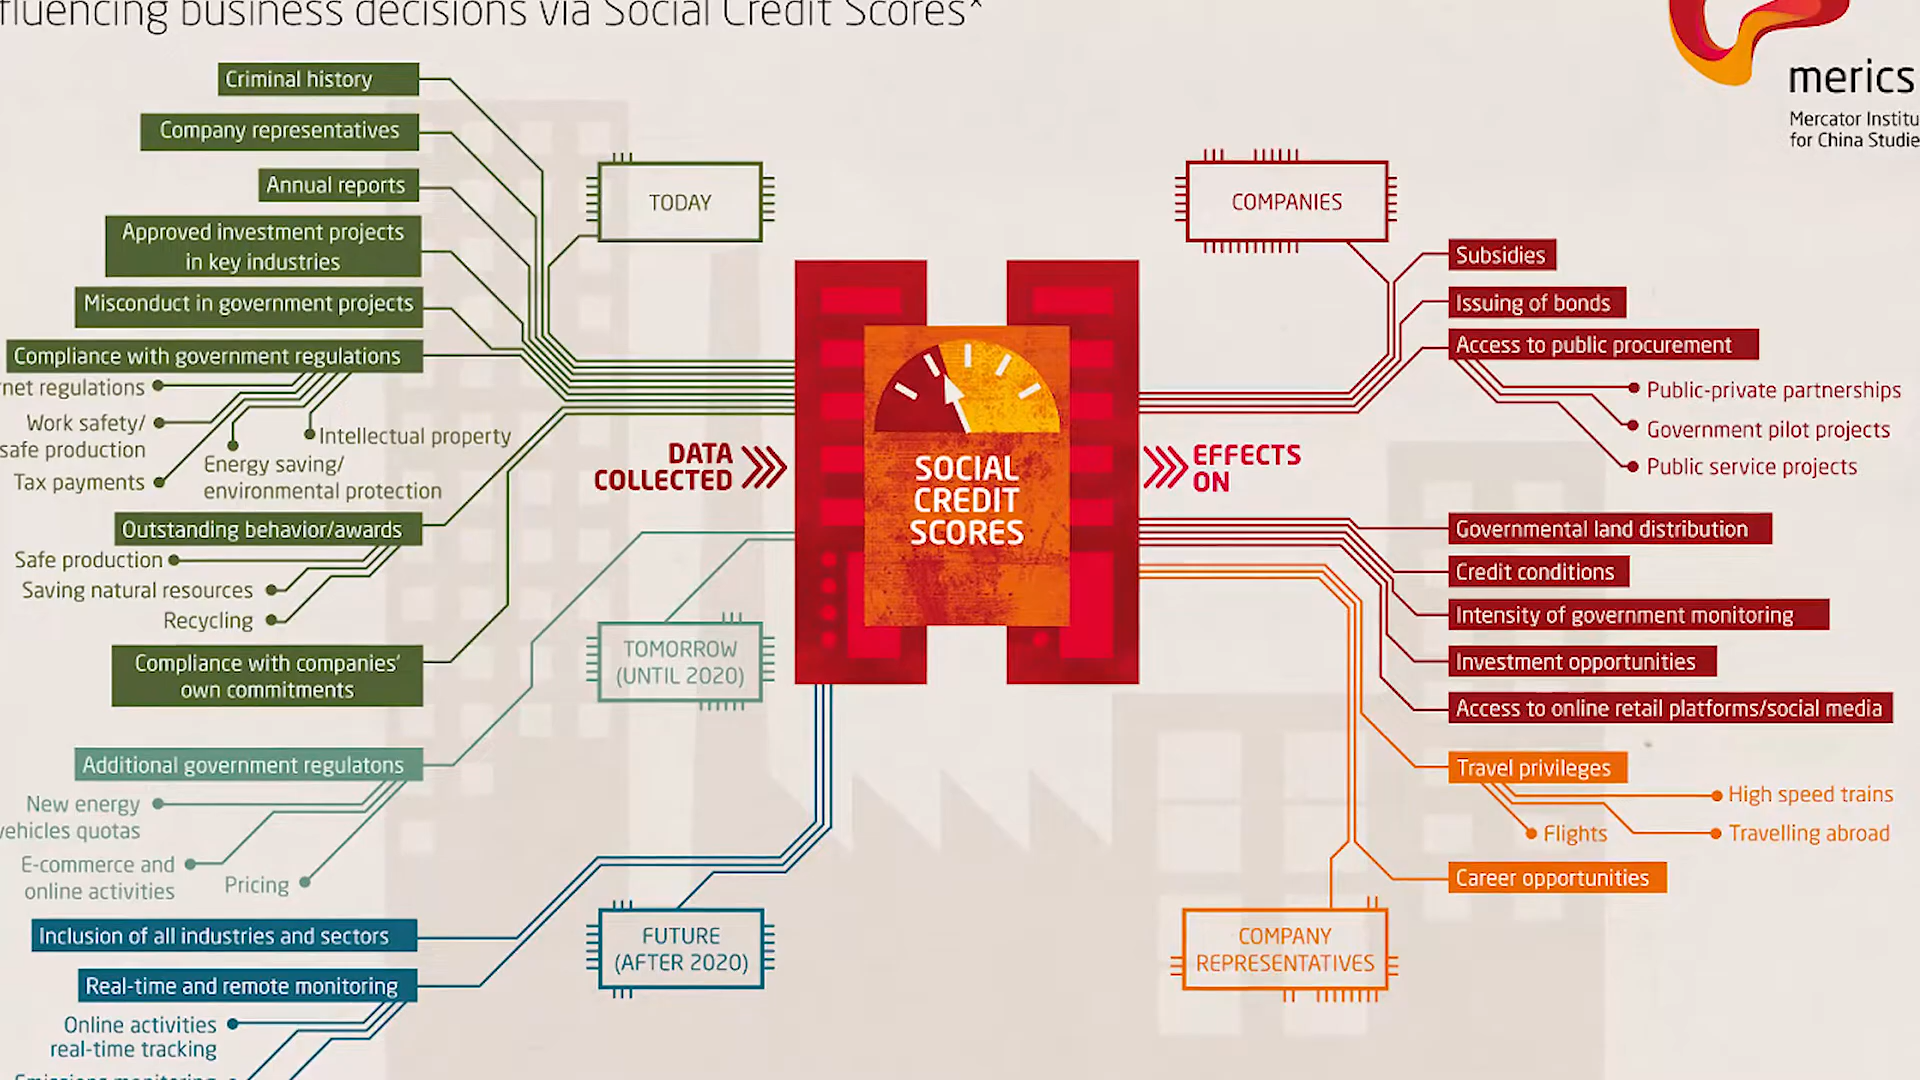 fluencing business decisions via Social Credit Scores*
merics
Mercator Institu
for China Studie
Criminal history
Company representatives
Annual reports
Approved investment projects
in key industries
Misconduct in government projects
Compliance with government regulations
rnet regulations
Work safety/
safe production
Tax payments
Energy saving/
environmental protection
Intellectual property
Outstanding behavior/awards
Safe production
Saving natural resources
Recycling
Compliance with companies'
own commitments
TODAY
DATA
COLLECTED
Additional government regulatons
New energy
vehicles quotas
E-commerce and
online activities
Pricing
TOMORROW
(UNTIL 2020)
Inclusion of all industries and sectors
Real-time and remote monitoring
Online activities
real-time tracking
Emissions monitoring
FUTURE
(AFTER 2020)
SOCIAL
CREDIT
SCORES
EFFECTS
ON
COMPANIES
Subsidies
Issuing of bonds
Access to public procurement
Public-private partnerships
Government pilot projects
Public service projects
Governmental land distribution
Credit conditions
Intensity of government monitoring
Investment opportunities
Access to online retail platforms/social media
Travel privileges
High speed trains
Flights
Travelling abroad
Career opportunities
COMPANY
REPRESENTATIVES